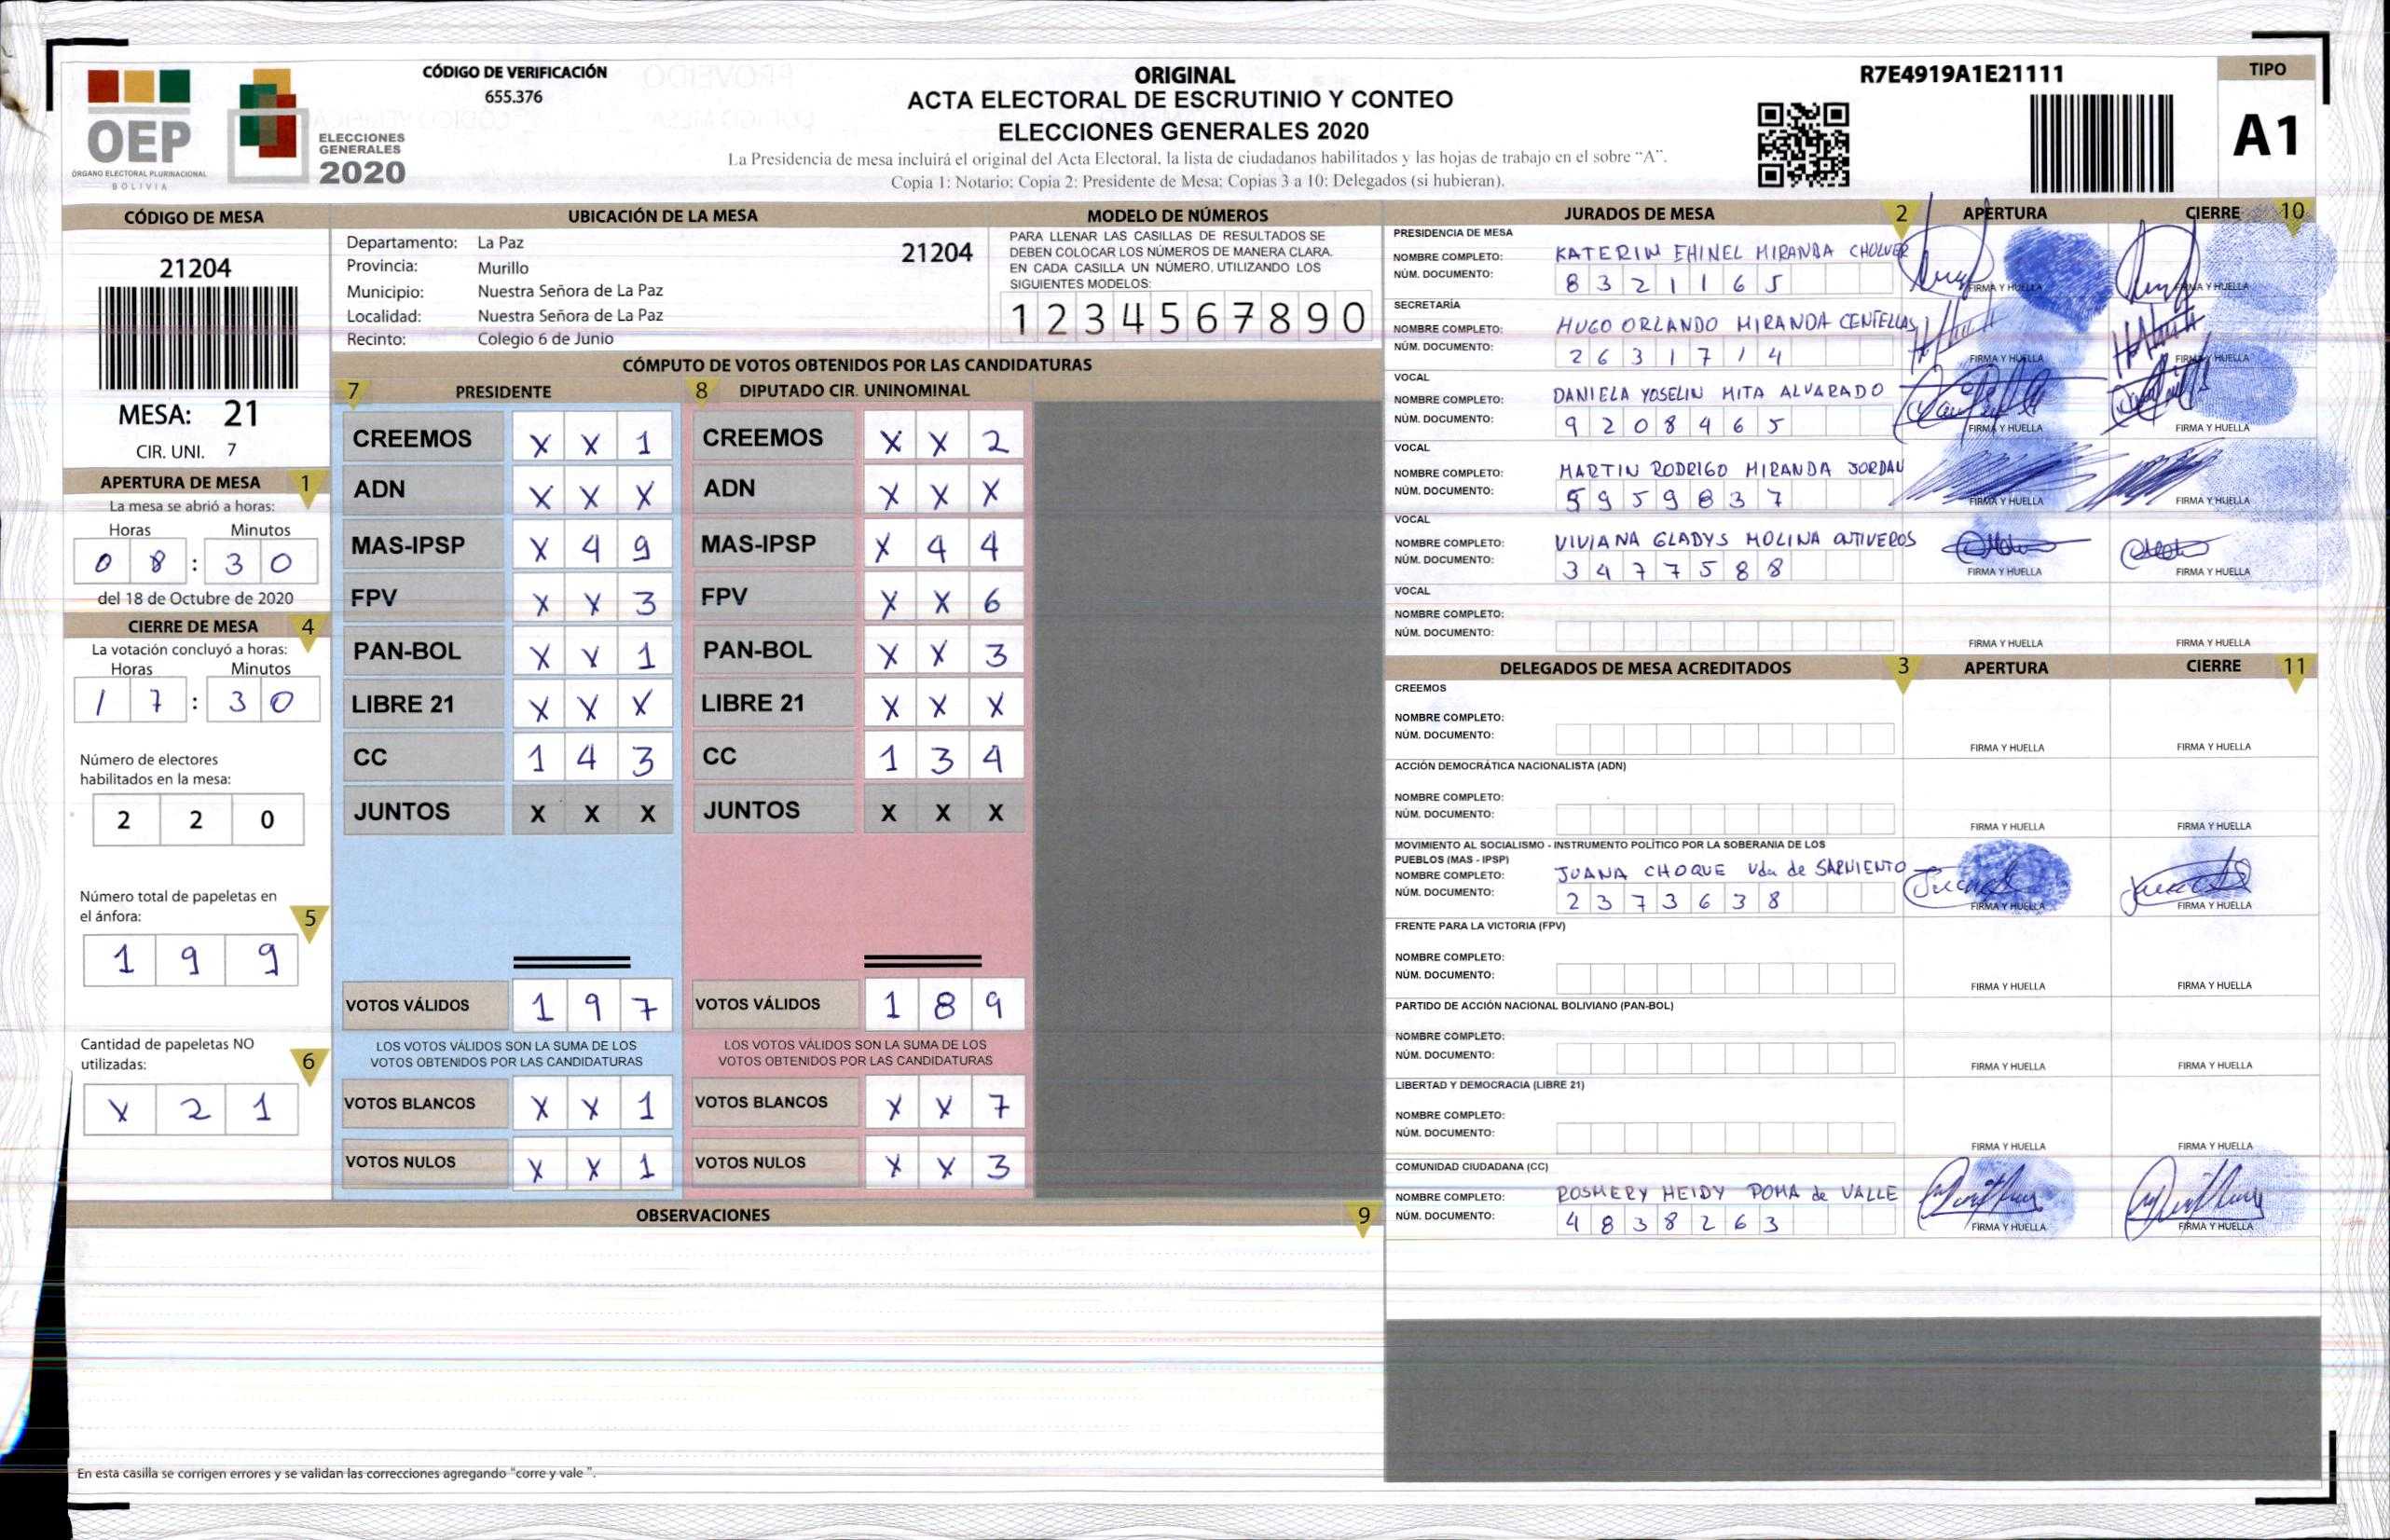 OEP
ÓRGANO ELECTORAL PLURINACIONAL
BOLIVIA
ELECCIONES
GENERALES
2020
CÓDIGO DE VERIFICACIÓN
655.376
ORIGINAL
ACTA ELECTORAL DE ESCRUTINIO Y CONTEO
ELECCIONES GENERALES 2020
La Presidencia de mesa incluirá el original del Acta Electoral, la lista de ciudadanos habilitados y las hojas de trabajo en el sobre "A".
Copia 1: Notario; Copia 2: Presidente de Mesa; Copias 3 a 10: Delegados (si hubieran).
R7E4919A1E21111
TIPO
A1
CÓDIGO DE MESA
21204
MESA: 21
CIR. UNI. 7
APERTURA DE MESA 1
La mesa se abrió a horas:
Horas Minutos
0 8 : 3 0
del 18 de Octubre de 2020
CIERRE DE MESA 4
La votación concluyó a horas:
Horas Minutos
1 7 : 3 0
Número de electores
habilitados en la mesa:
2 2 0
Número total de papeletas en
el ánfora: 5
1 9 9
Cantidad de papeletas NO
utilizadas: 6
X 2 1
UBICACIÓN DE LA MESA
Departamento: La Paz
21204
Provincia: Murillo
Municipio: Nuestra Señora de La Paz
Localidad: Nuestra Señora de La Paz
Recinto: Colegio 6 de Junio
MODELO DE NÚMEROS
PARA LLENAR LAS CASILLAS DE RESULTADOS SE
DEBEN COLOCAR LOS NÚMEROS DE MANERA CLARA.
EN CADA CASILLA UN NÚMERO, UTILIZANDO LOS
SIGUIENTES MODELOS:
1 2 3 4 5 6 7 8 9 0
CÓMPUTO DE VOTOS OBTENIDOS POR LAS CANDIDATURAS
7 PRESIDENTE
CREEMOS X X 1
ADN X X X
MAS-IPSP X 4 9
FPV X X 3
PAN-BOL X X 1
LIBRE 21 X X X
CC 1 4 3
JUNTOS X X X
VOTOS VÁLIDOS 1 9 7
LOS VOTOS VÁLIDOS SON LA SUMA DE LOS
VOTOS OBTENIDOS POR LAS CANDIDATURAS
VOTOS BLANCOS X X 1
VOTOS NULOS X X 1
8 DIPUTADO CIR. UNINOMINAL
CREEMOS X X 2
ADN X X X
MAS-IPSP X 4 4
FPV X X 6
PAN-BOL X X 3
LIBRE 21 X X X
CC 1 3 4
JUNTOS X X X
VOTOS VÁLIDOS 1 8 9
LOS VOTOS VÁLIDOS SON LA SUMA DE LOS
VOTOS OBTENIDOS POR LAS CANDIDATURAS
VOTOS BLANCOS X X 7
VOTOS NULOS X X 3
OBSERVACIONES 9
En esta casilla se corrigen errores y se validan las correcciones agregando "corre y vale ".
JURADOS DE MESA 2 APERTURA CIERRE 10
PRESIDENCIA DE MESA
NOMBRE COMPLETO: KATERIN EHINEL MIRANDA CHOLVER
NÚM. DOCUMENTO: 8 3 2 1 1 6 5
FIRMA Y HUELLA FIRMA Y HUELLA
SECRETARÍA
NOMBRE COMPLETO: HUGO ORLANDO MIRANDA CENTELLAS
NÚM. DOCUMENTO: 2 6 3 1 7 1 4
FIRMA Y HUELLA FIRMA Y HUELLA
VOCAL
NOMBRE COMPLETO: DANIELA YOSELIN MITA ALVARADO
NÚM. DOCUMENTO: 9 2 0 8 4 6 5
FIRMA Y HUELLA FIRMA Y HUELLA
VOCAL
NOMBRE COMPLETO: MARTIN RODRIGO MIRANDA JORDAN
NÚM. DOCUMENTO: 5 9 5 9 8 3 7
FIRMA Y HUELLA FIRMA Y HUELLA
VOCAL
NOMBRE COMPLETO: VIVIANA GLADYS MOLINA ONTIVEROS
NÚM. DOCUMENTO: 3 4 7 7 5 8 8
FIRMA Y HUELLA FIRMA Y HUELLA
VOCAL
NOMBRE COMPLETO:
NÚM. DOCUMENTO:
FIRMA Y HUELLA FIRMA Y HUELLA
DELEGADOS DE MESA ACREDITADOS 3 APERTURA CIERRE 11
CREEMOS
NOMBRE COMPLETO:
NÚM. DOCUMENTO:
FIRMA Y HUELLA FIRMA Y HUELLA
ACCIÓN DEMOCRÁTICA NACIONALISTA (ADN)
NOMBRE COMPLETO:
NÚM. DOCUMENTO:
FIRMA Y HUELLA FIRMA Y HUELLA
MOVIMIENTO AL SOCIALISMO - INSTRUMENTO POLÍTICO POR LA SOBERANIA DE LOS
PUEBLOS (MAS - IPSP)
NOMBRE COMPLETO: JUANA CHOQUE Vda de SARMIENTO
NÚM. DOCUMENTO: 2 3 7 3 6 3 8
FIRMA Y HUELLA FIRMA Y HUELLA
FRENTE PARA LA VICTORIA (FPV)
NOMBRE COMPLETO:
NÚM. DOCUMENTO:
FIRMA Y HUELLA FIRMA Y HUELLA
PARTIDO DE ACCIÓN NACIONAL BOLIVIANO (PAN-BOL)
NOMBRE COMPLETO:
NÚM. DOCUMENTO:
FIRMA Y HUELLA FIRMA Y HUELLA
LIBERTAD Y DEMOCRACIA (LIBRE 21)
NOMBRE COMPLETO:
NÚM. DOCUMENTO:
FIRMA Y HUELLA FIRMA Y HUELLA
COMUNIDAD CIUDADANA (CC)
NOMBRE COMPLETO: ROSMERY HEIDY POMA de VALLE
NÚM. DOCUMENTO: 4 8 3 8 2 6 3
FIRMA Y HUELLA FIRMA Y HUELLA